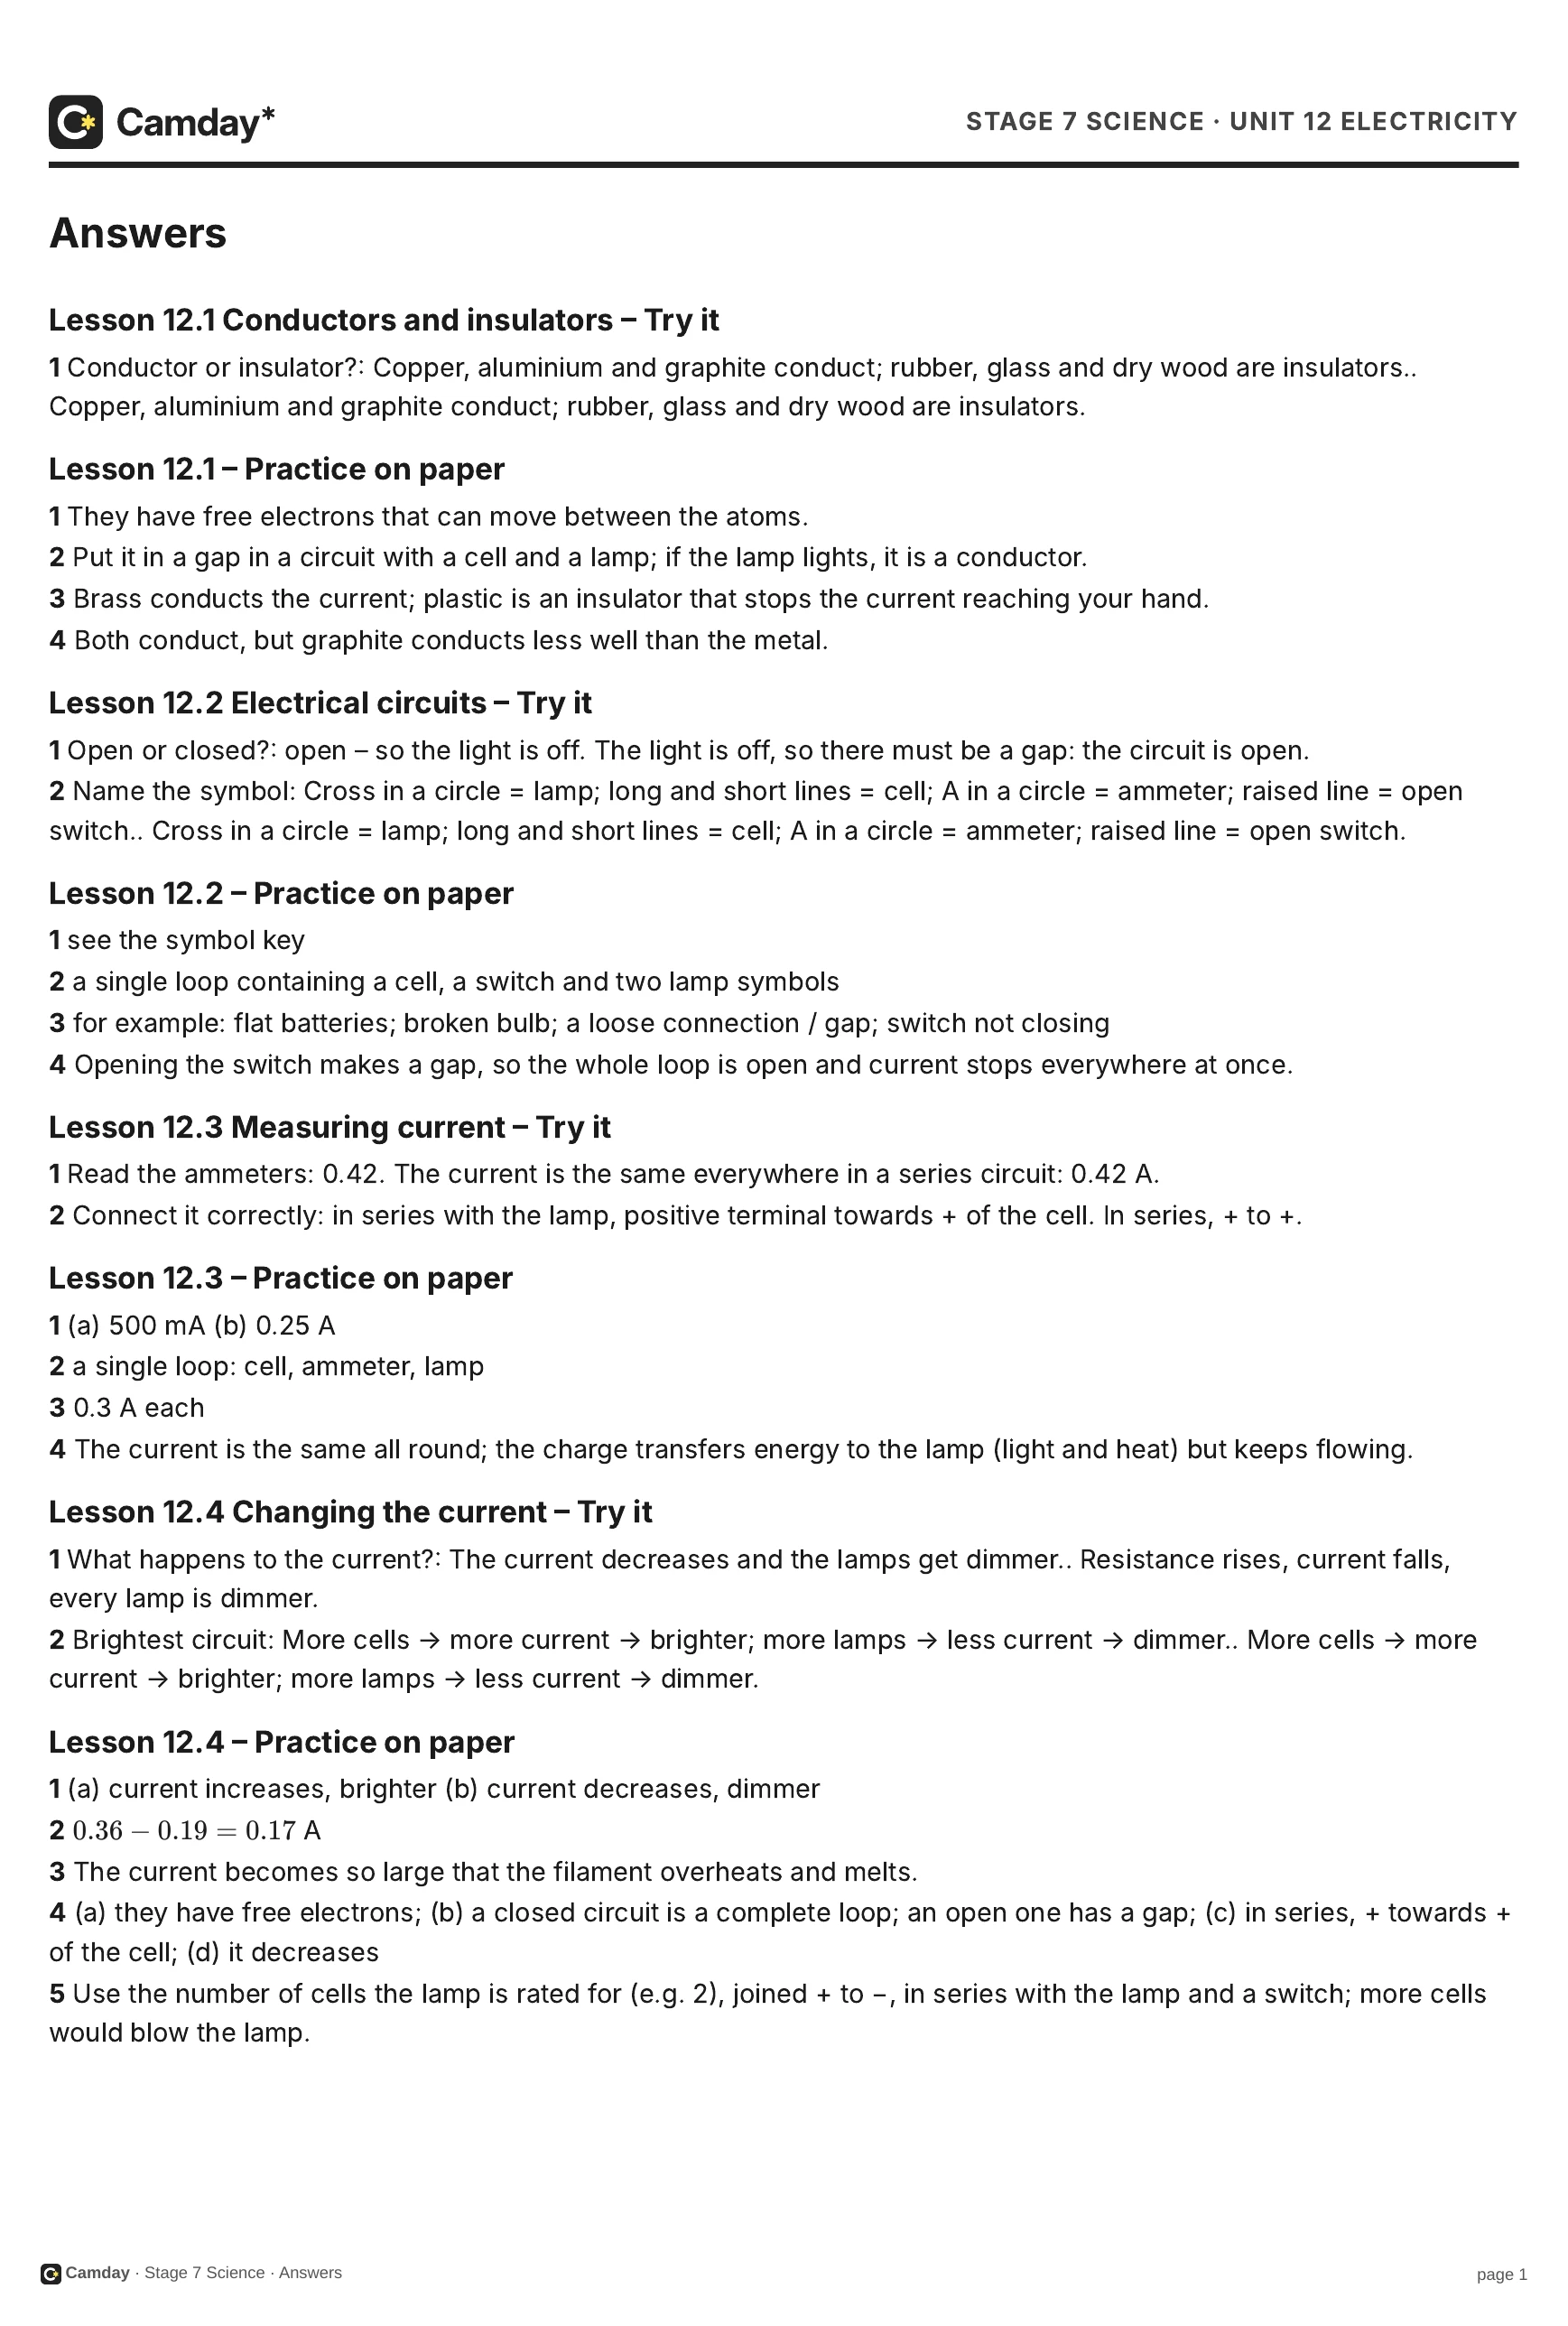 Camday*
STAGE 7 SCIENCE · UNIT 12 ELECTRICITY
Answers
Lesson 12.1 Conductors and insulators – Try it
1 Conductor or insulator?: Copper, aluminium and graphite conduct; rubber, glass and dry wood are insulators..
Copper, aluminium and graphite conduct; rubber, glass and dry wood are insulators.
Lesson 12.1 – Practice on paper
1 They have free electrons that can move between the atoms.
2 Put it in a gap in a circuit with a cell and a lamp; if the lamp lights, it is a conductor.
3 Brass conducts the current; plastic is an insulator that stops the current reaching your hand.
4 Both conduct, but graphite conducts less well than the metal.
Lesson 12.2 Electrical circuits – Try it
1 Open or closed?: open – so the light is off. The light is off, so there must be a gap: the circuit is open.
2 Name the symbol: Cross in a circle = lamp; long and short lines = cell; A in a circle = ammeter; raised line = open
switch.. Cross in a circle = lamp; long and short lines = cell; A in a circle = ammeter; raised line = open switch.
Lesson 12.2 – Practice on paper
1 see the symbol key
2 a single loop containing a cell, a switch and two lamp symbols
3 for example: flat batteries; broken bulb; a loose connection / gap; switch not closing
4 Opening the switch makes a gap, so the whole loop is open and current stops everywhere at once.
Lesson 12.3 Measuring current – Try it
1 Read the ammeters: 0.42. The current is the same everywhere in a series circuit: 0.42 A.
2 Connect it correctly: in series with the lamp, positive terminal towards + of the cell. In series, + to +.
Lesson 12.3 – Practice on paper
1 (a) 500 mA (b) 0.25 A
2 a single loop: cell, ammeter, lamp
3 0.3 A each
4 The current is the same all round; the charge transfers energy to the lamp (light and heat) but keeps flowing.
Lesson 12.4 Changing the current – Try it
1 What happens to the current?: The current decreases and the lamps get dimmer.. Resistance rises, current falls,
every lamp is dimmer.
2 Brightest circuit: More cells → more current → brighter; more lamps → less current → dimmer.. More cells → more
current → brighter; more lamps → less current → dimmer.
Lesson 12.4 – Practice on paper
1 (a) current increases, brighter (b) current decreases, dimmer
2 0.36 − 0.19 = 0.17 A
3 The current becomes so large that the filament overheats and melts.
4 (a) they have free electrons; (b) a closed circuit is a complete loop; an open one has a gap; (c) in series, + towards +
of the cell; (d) it decreases
5 Use the number of cells the lamp is rated for (e.g. 2), joined + to −, in series with the lamp and a switch; more cells
would blow the lamp.
Camday · Stage 7 Science · Answers
page 1